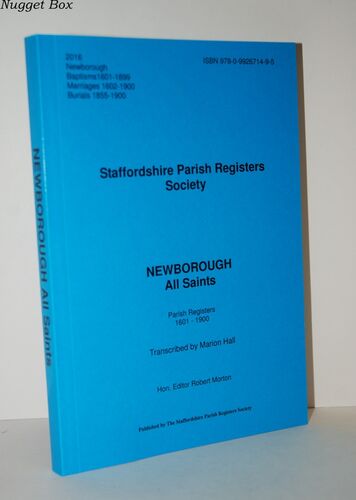 Nugget Box
2016
Newborough
Baptisms1601-1899
Marriages 1602-1900
Burials 1855-1900
ISBN 978-0-9926714-9-5
Staffordshire Parish Registers
Society
NEWBOROUGH
All Saints
Parish Registers
1601 - 1900
Transcribed by Marion Hall
Hon. Editor Robert Morton
Published by The Staffordshire Parish Registers Society
NEWBOROUGH All Saints